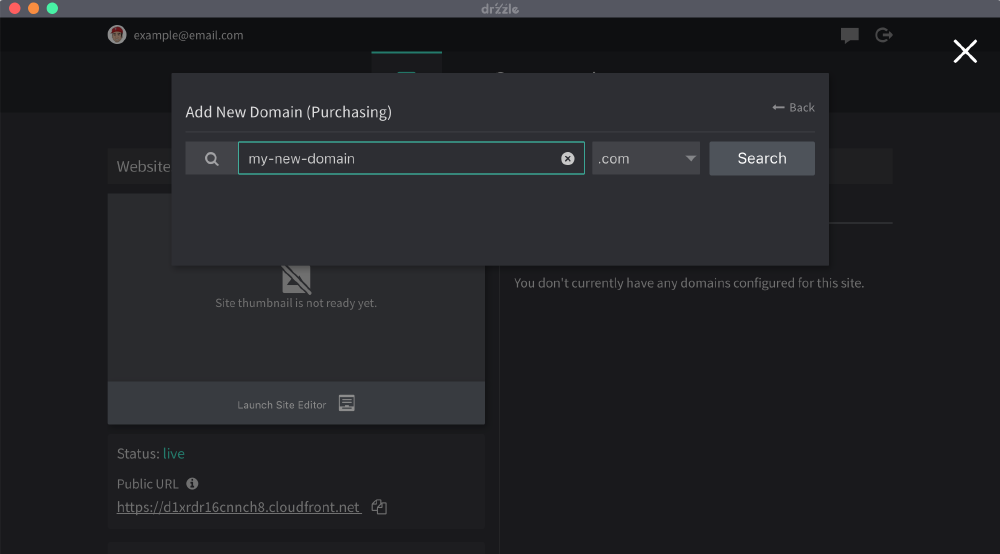 drizzle
example@email.com
Add New Domain (Purchasing)
Back
my-new-domain
.com
Search
Website
Site thumbnail is not ready yet.
You don't currently have any domains configured for this site.
Launch Site Editor
Status: live
Public URL
https://d1xrdr16cnnch8.cloudfront.net